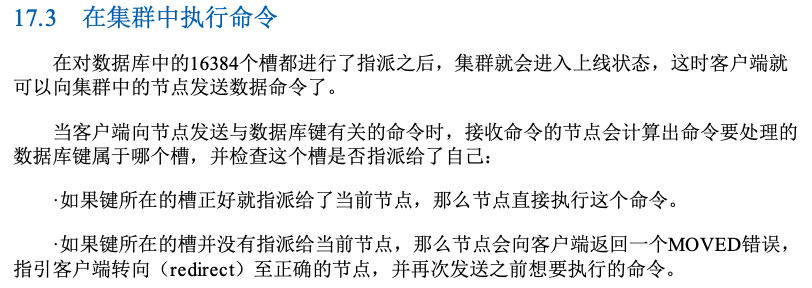 17.3 在集群中执行命令
在对数据库中的16384个槽都进行了指派之后，集群就会进入上线状态，这时客户端就
可以向集群中的节点发送数据命令了。
当客户端向节点发送与数据库键有关的命令时，接收命令的节点会计算出命令要处理的
数据库键属于哪个槽，并检查这个槽是否指派给了自己：
·如果键所在的槽正好就指派给了当前节点，那么节点直接执行这个命令。
·如果键所在的槽并没有指派给当前节点，那么节点会向客户端返回一个MOVED错误，
指引客户端转向（redirect）至正确的节点，并再次发送之前想要执行的命令。